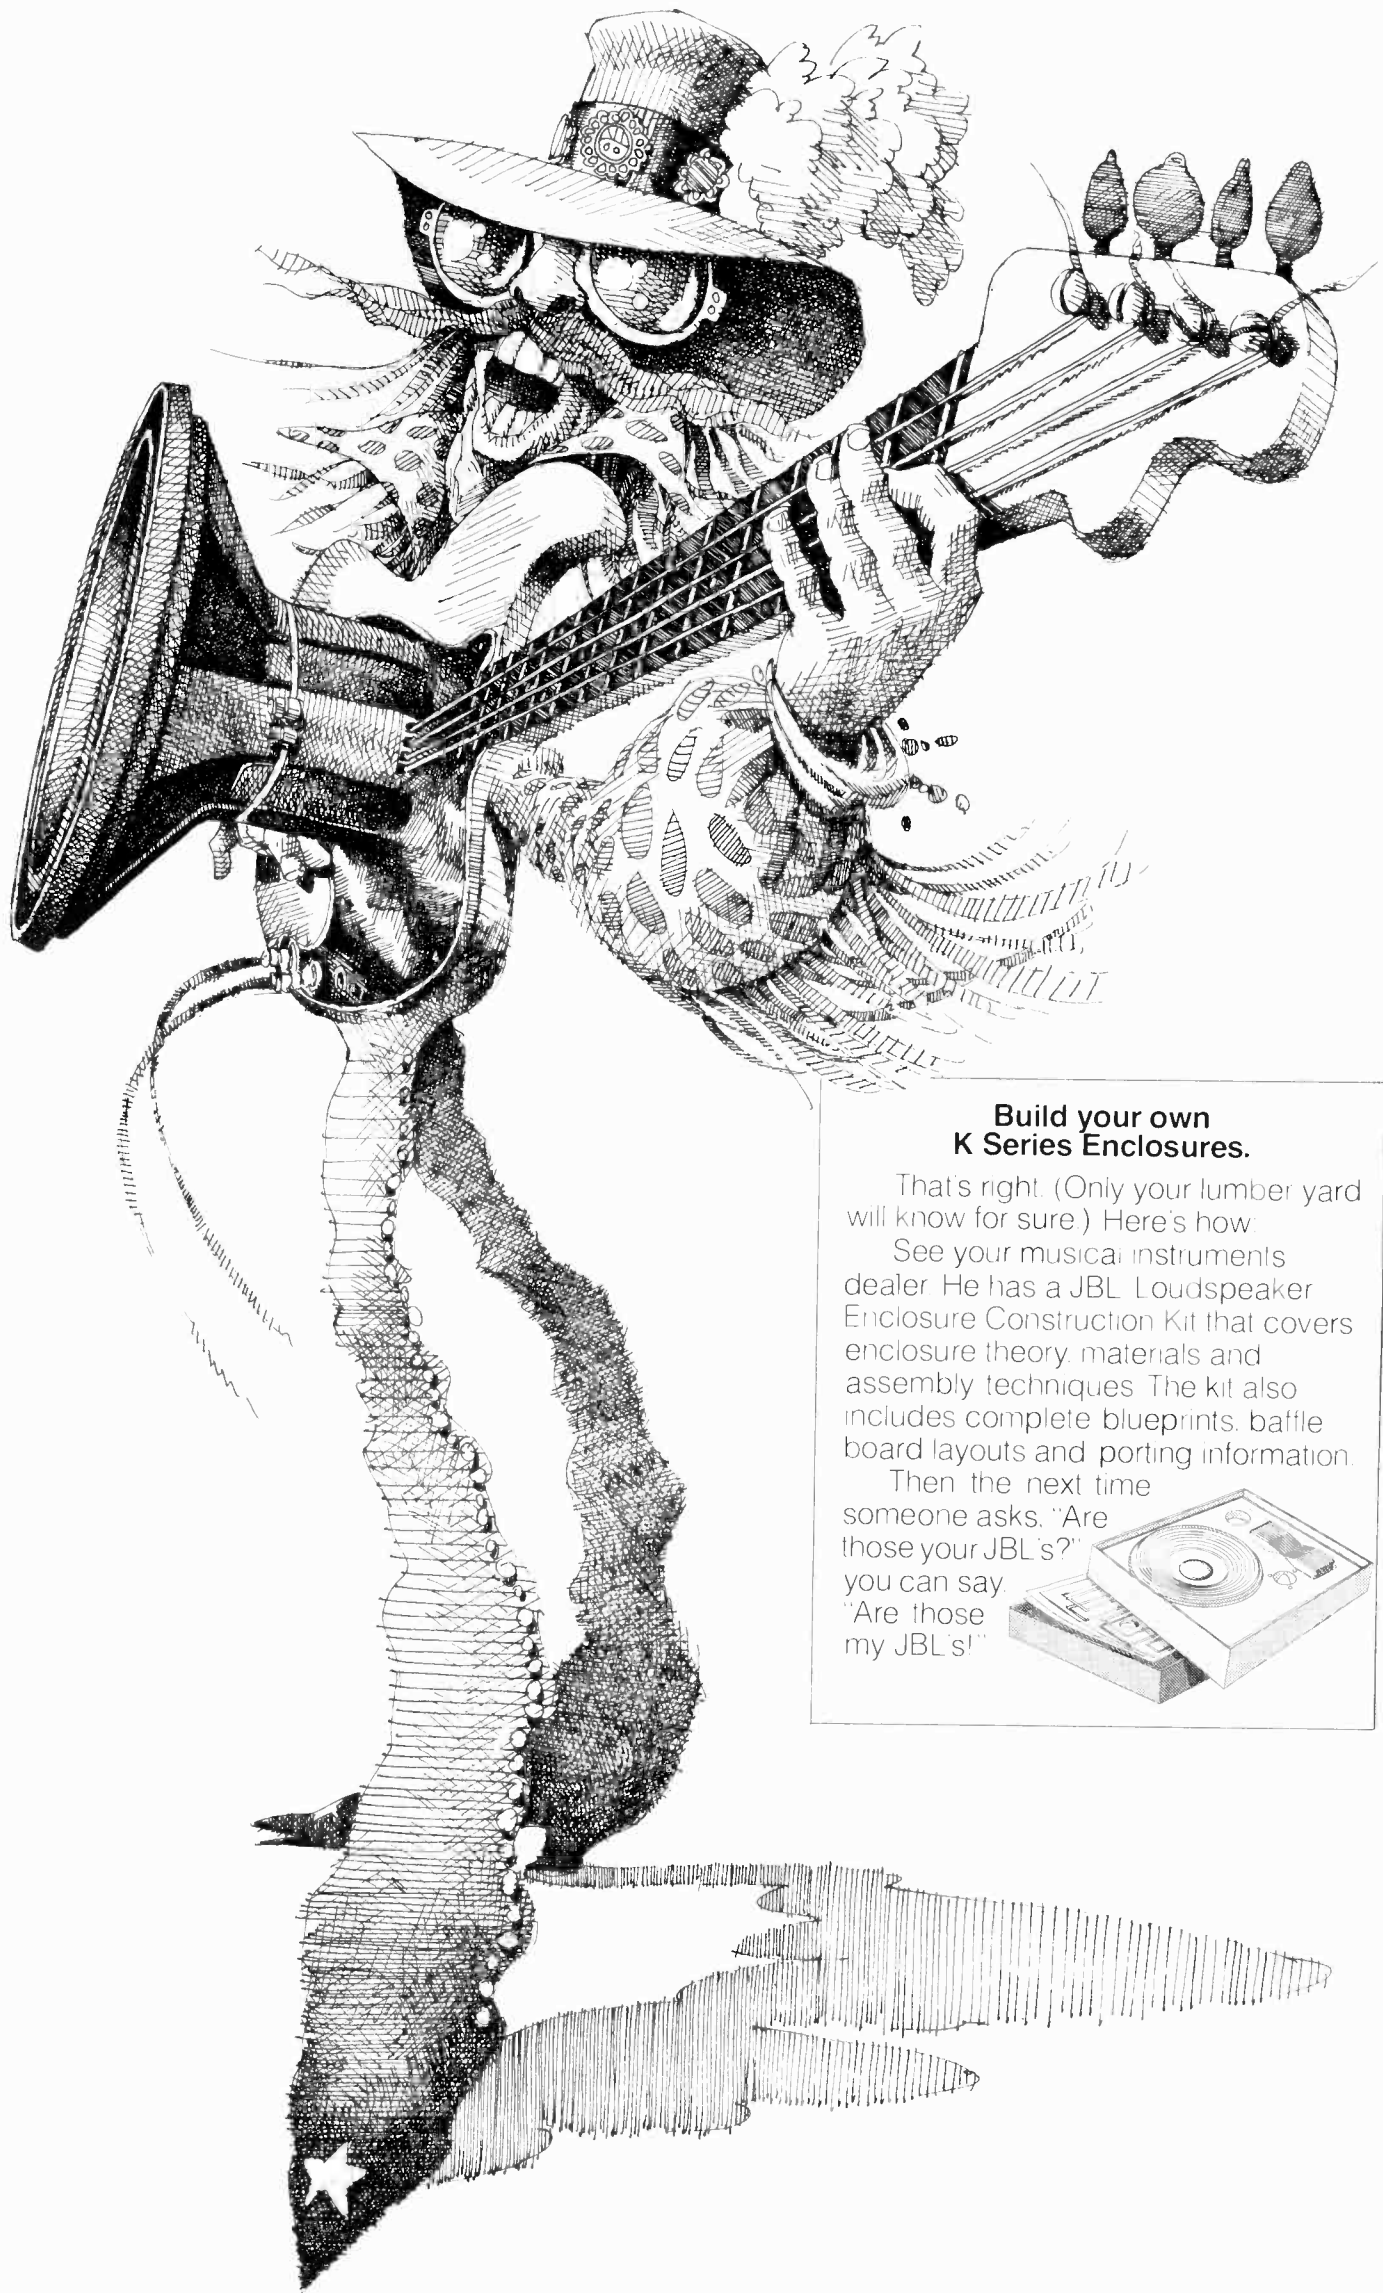 Build your own
K Series Enclosures.
That's right. (Only your lumber yard
will know for sure.) Here's how:
See your musical instruments
dealer. He has a JBL Loudspeaker
Enclosure Construction Kit that covers
enclosure theory, materials and
assembly techniques. The kit also
includes complete blueprints, baffle
board layouts and porting information.
Then the next time
someone asks, "Are
those your JBL's?"
you can say,
"Are those
my JBL's!"